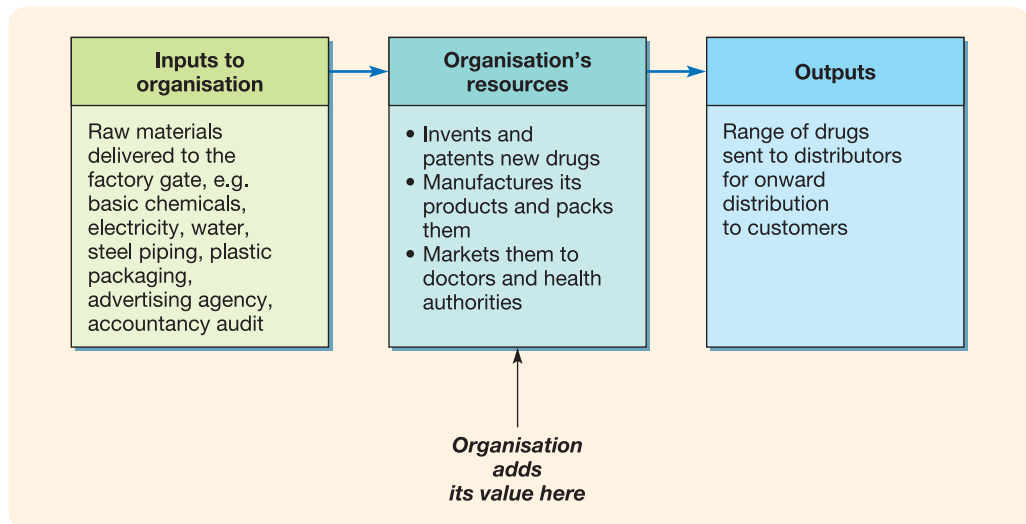 Inputs to
organisation
Raw materials
delivered to the
factory gate, e.g.
basic chemicals,
electricity, water,
steel piping, plastic
packaging,
advertising agency,
accountancy audit
Organisation’s
resources
• Invents and
patents new drugs
• Manufactures its
products and packs
them
• Markets them to
doctors and health
authorities
Outputs
Range of drugs
sent to distributors
for onward
distribution
to customers
Organisation
adds
its value here